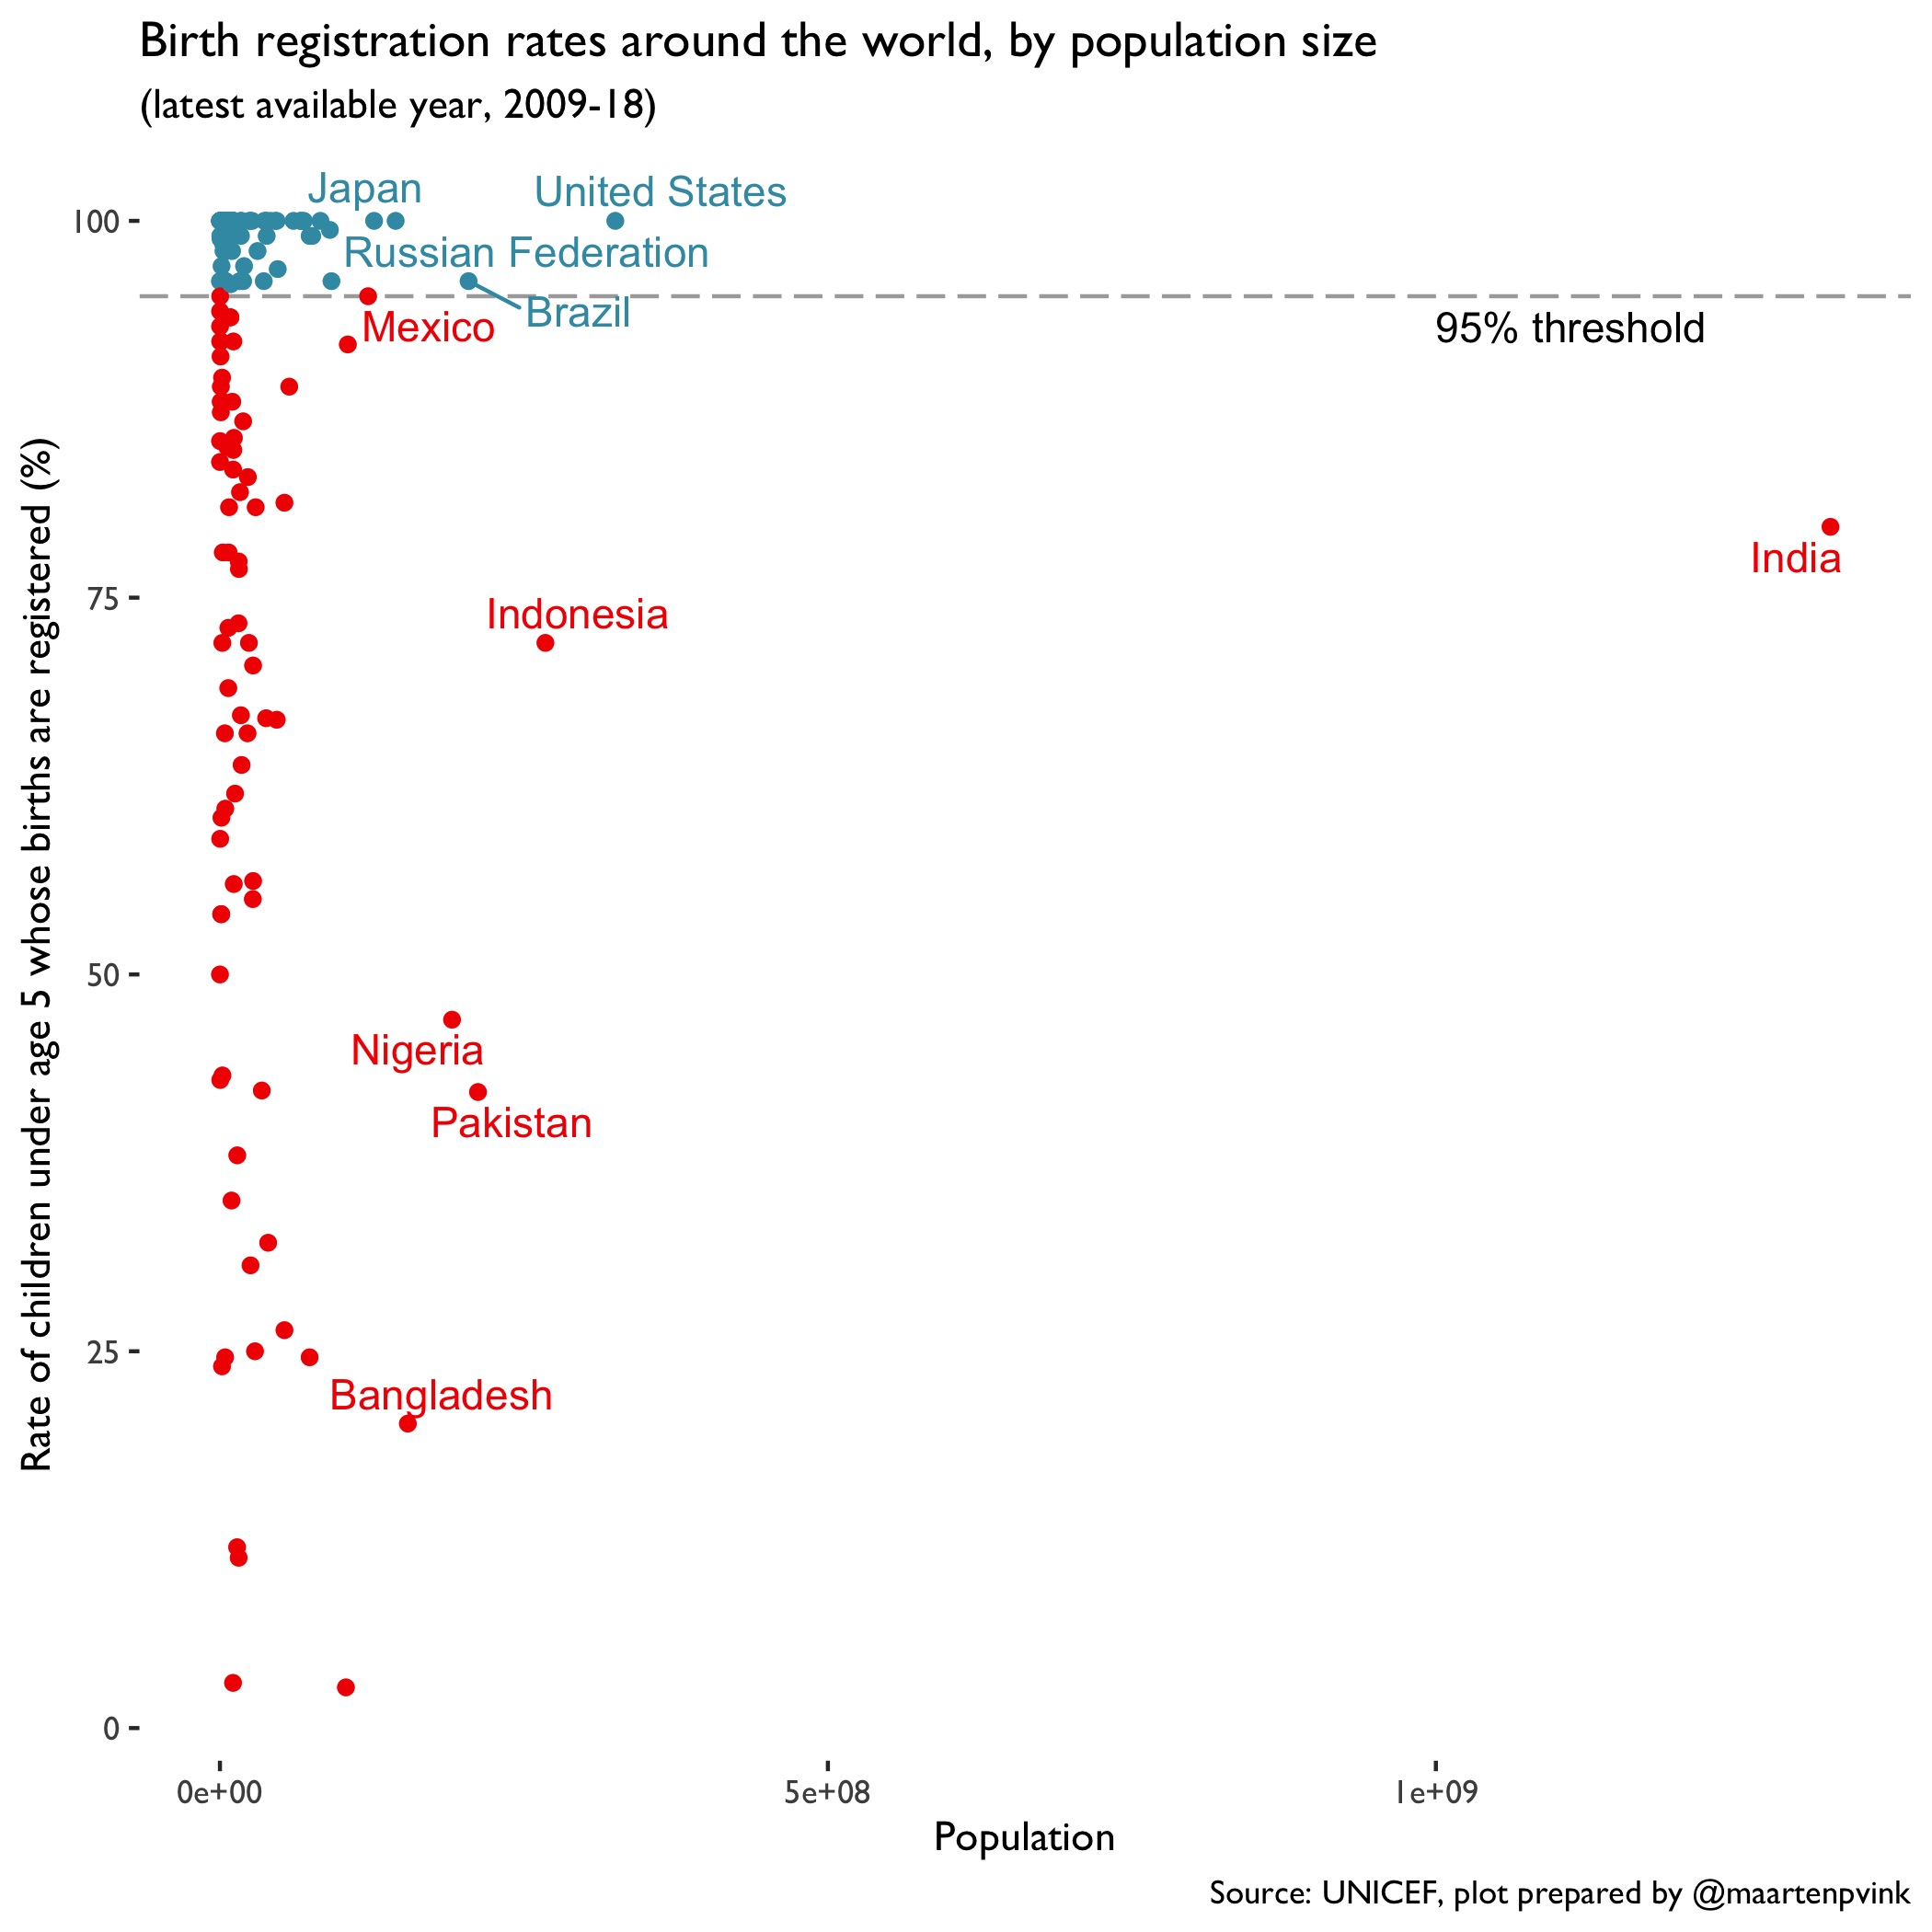 Birth registration rates around the world, by population size
(latest available year, 2009-18)
Japan
United States
100
Russian Federation
Brazil
Mexico
95% threshold
India
75
Indonesia
Rate of children under age 5 whose births are registered (%)
50
Nigeria
Pakistan
25
Bangladesh
0
0e+00
5e+08
1e+09
Population
Source: UNICEF, plot prepared by @maartenpvink